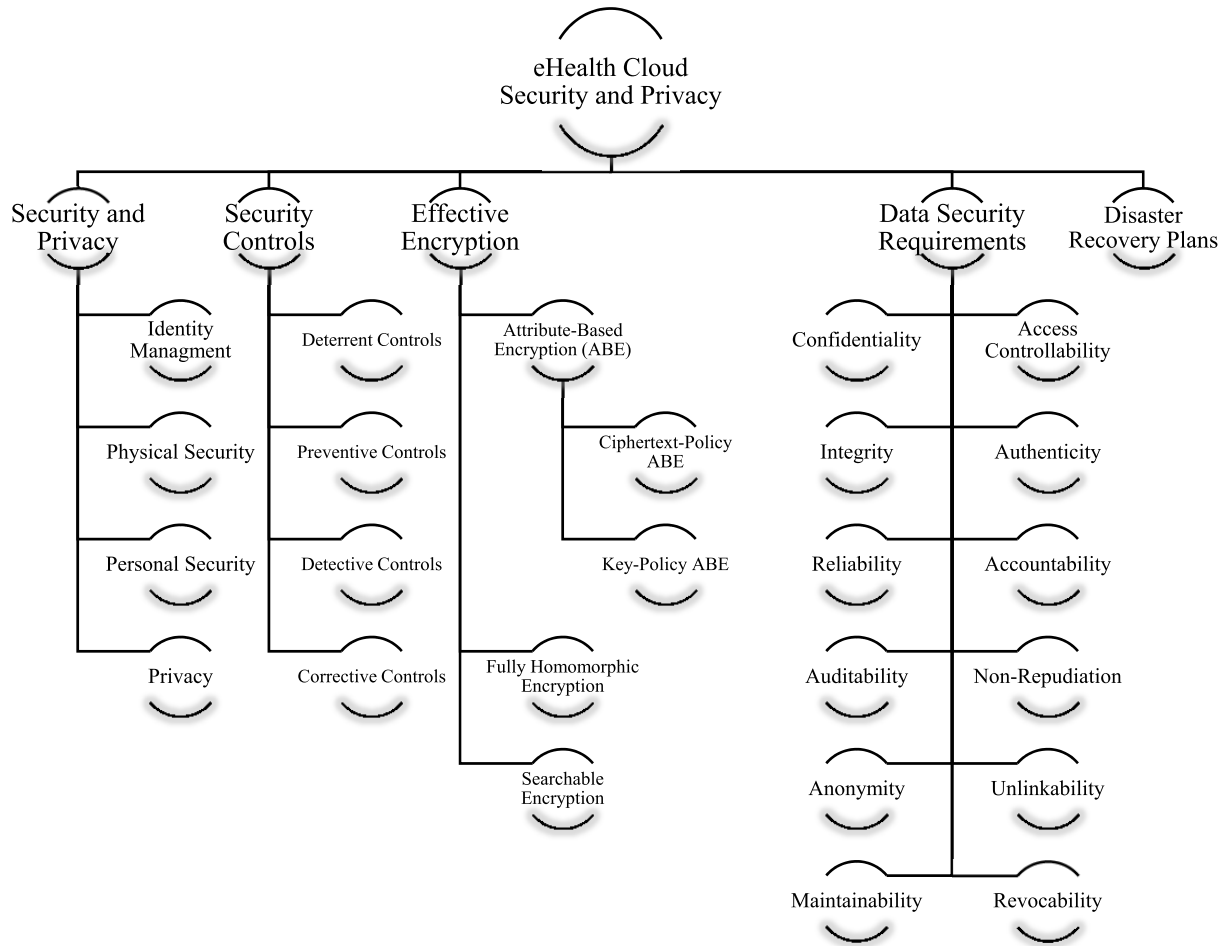 eHealth Cloud
Security and Privacy
Security and
Privacy
Security
Controls
Effective
Encryption
Data Security
Requirements
Disaster
Recovery Plans
Identity
Managment
Physical Security
Personal Security
Privacy
Deterrent Controls
Preventive Controls
Detective Controls
Corrective Controls
Attribute-Based
Encryption (ABE)
Ciphertext-Policy
ABE
Key-Policy ABE
Fully Homomorphic
Encryption
Searchable
Encryption
Confidentiality
Access
Controllability
Integrity
Authenticity
Reliability
Accountability
Auditability
Non-Repudiation
Anonymity
Unlinkability
Maintainability
Revocability